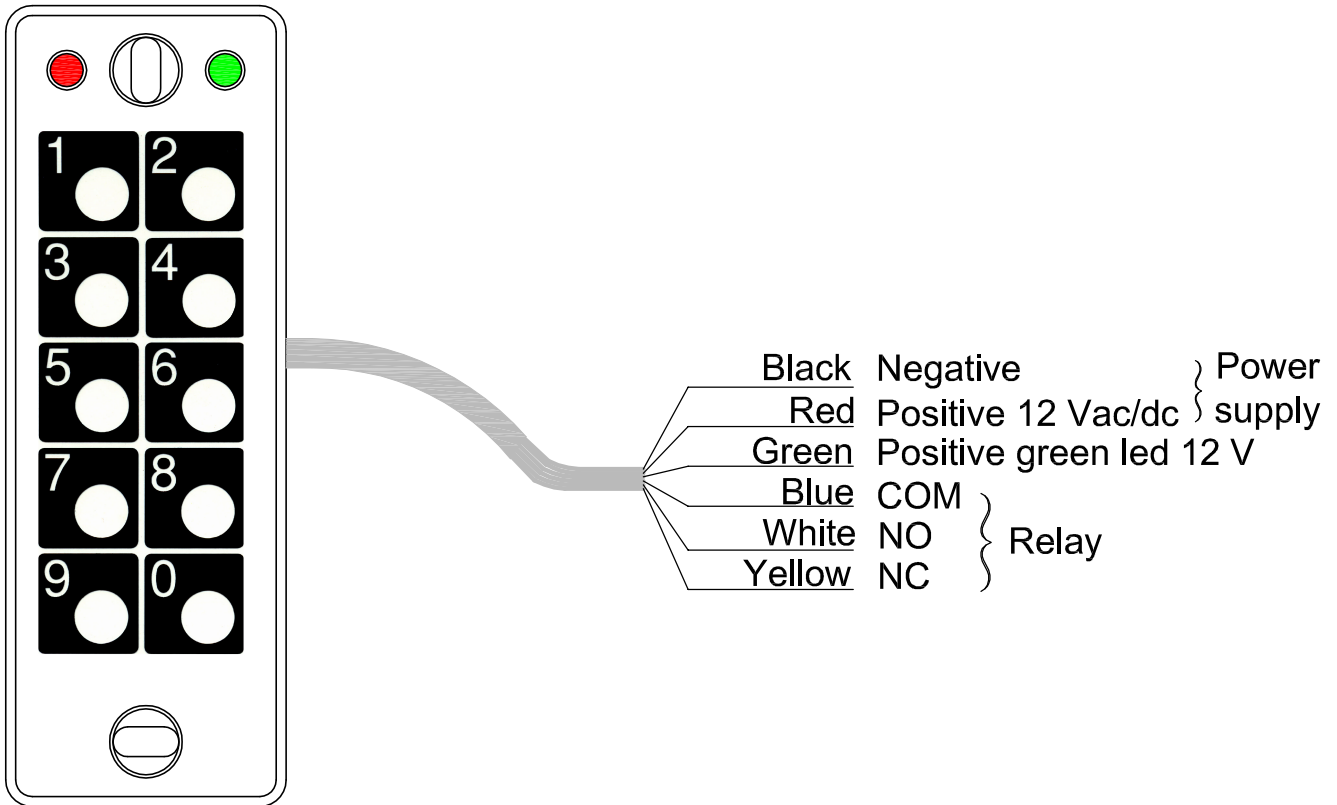 1 2
3 4
5 6
7 8
9 0
Black Negative
Red Positive 12 Vac/dc
Power
supply
Green Positive green led 12 V
Blue COM
White NO
Yellow NC
Relay